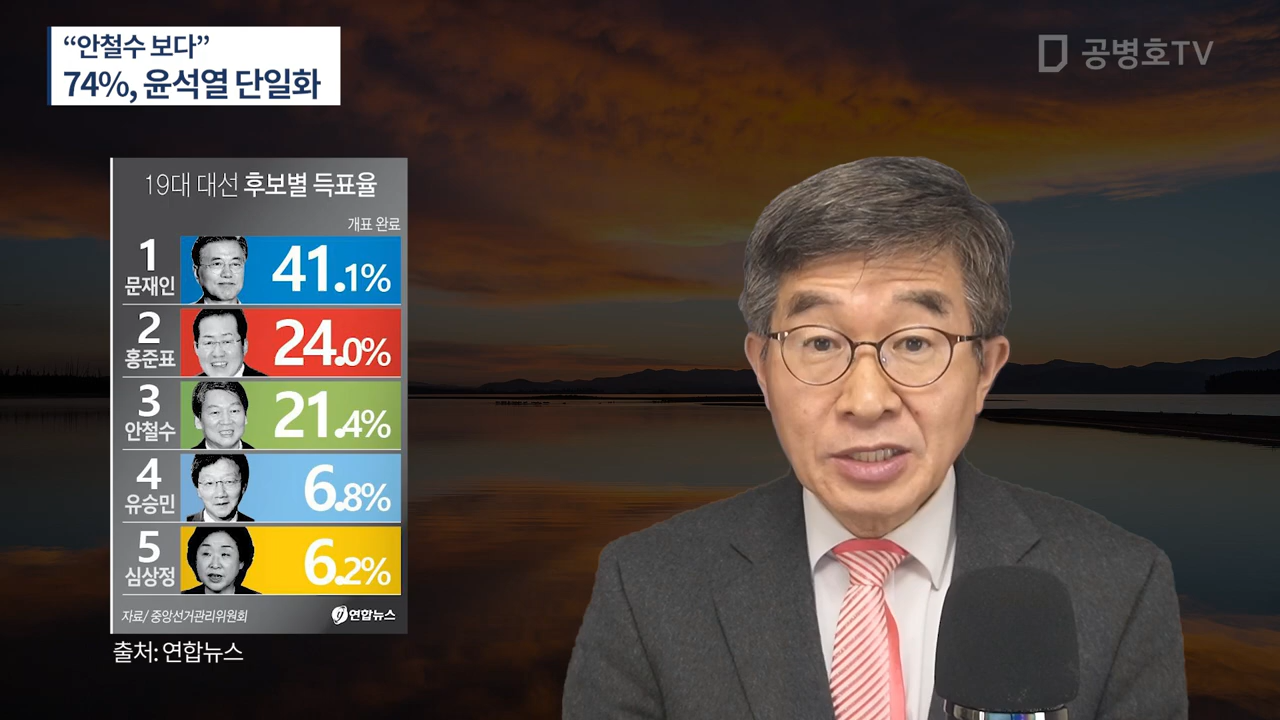 “안철수 보다”
74%, 윤석열 단일화
공병호TV
19대 대선 후보별 득표율
개표 완료
1 문재인 41.1%
2 홍준표 24.0%
3 안철수 21.4%
4 유승민 6.8%
5 심상정 6.2%
자료/ 중앙선거관리위원회
연합뉴스
출처: 연합뉴스